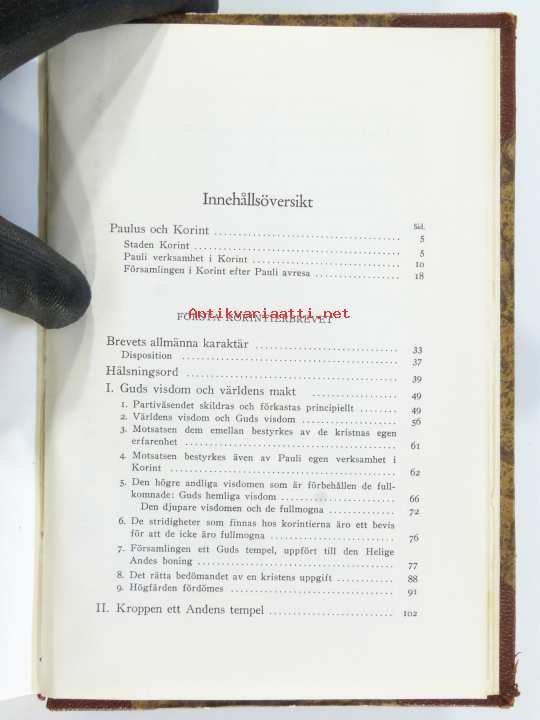 Innehållsöversikt
Sid.
Paulus och Korint ........ 5
Staden Korint ........ 5
Pauli verksamhet i Korint ........ 10
Församlingen i Korint efter Pauli avresa ........ 18
Antikvariaatti.net
FÖRSTA KORINTIERBREVET
Brevets allmänna karaktär ........ 33
Disposition ........ 37
Hälsningsord ........ 39
I. Guds visdom och världens makt ........ 49
1. Partiväsendet skildras och förkastas principiellt ........ 49
2. Världens visdom och Guds visdom ........ 56
3. Motsatsen dem emellan bestyrkes av de kristnas egen
erfarenhet ........ 61
4. Motsatsen bestyrkes även av Pauli egen verksamhet i
Korint ........ 62
5. Den högre andliga visdomen som är förbehållen de full-
komnade: Guds hemliga visdom ........ 66
Den djupare visdomen och de fullmogna ........ 72
6. De stridigheter som finnas hos korintierna äro ett bevis
för att de icke äro fullmogna ........ 76
7. Församlingen ett Guds tempel, uppfört till den Helige
Andes boning ........ 77
8. Det rätta bedömandet av en kristens uppgift ........ 88
9. Högfärden fördömes ........ 91
II. Kroppen ett Andens tempel ........ 102